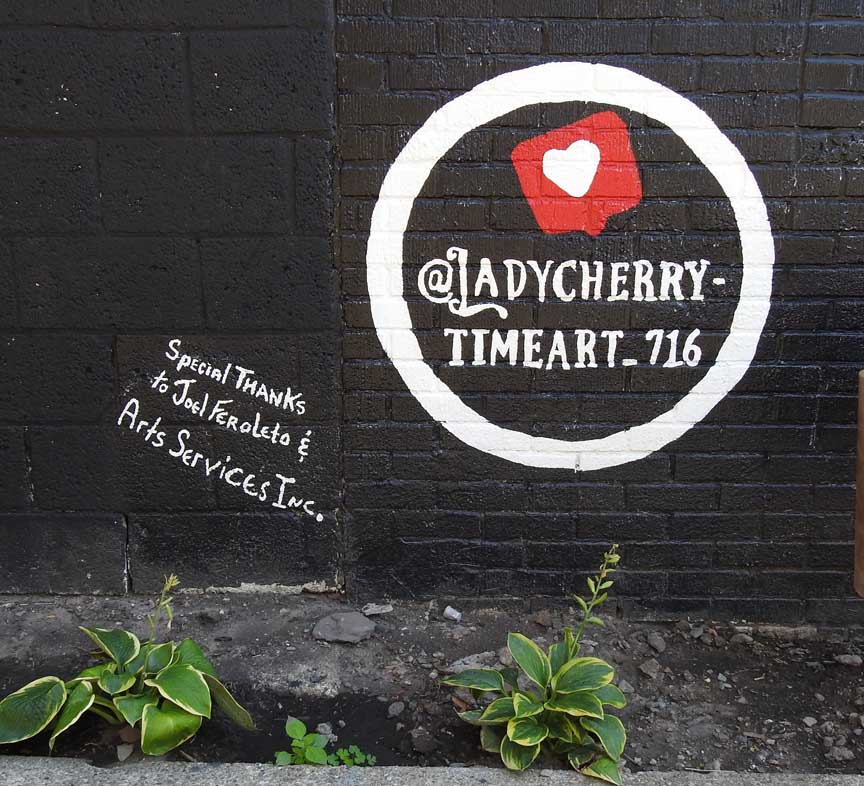 @LADYCHERRY-
TIMEART_716
Special THANKS
to Joel Feroleto &
Arts Services Inc.